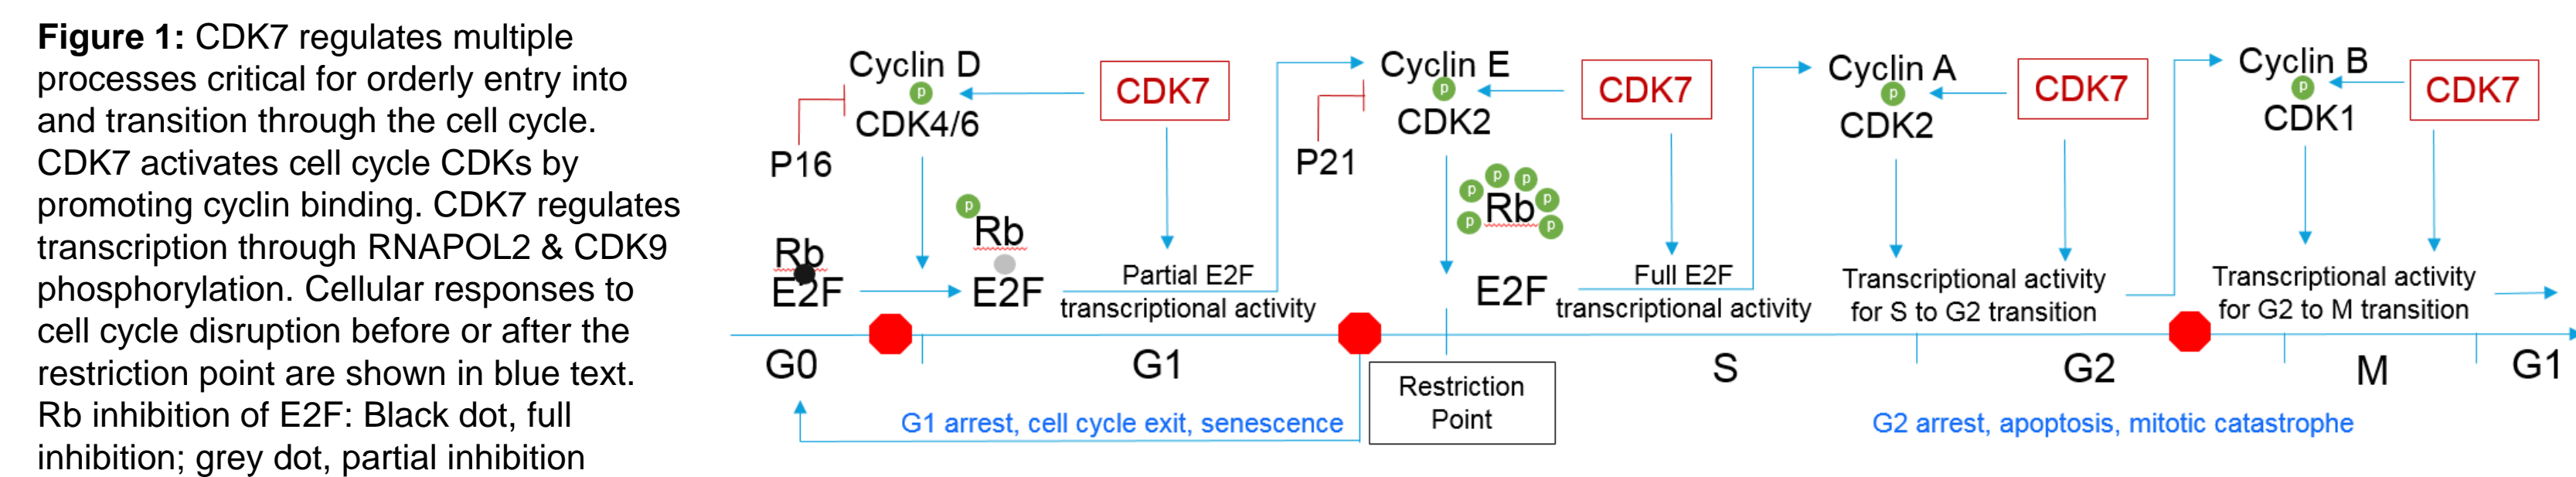 Figure 1: CDK7 regulates multiple
processes critical for orderly entry into
and transition through the cell cycle.
CDK7 activates cell cycle CDKs by
promoting cyclin binding. CDK7 regulates
transcription through RNAPOL2 & CDK9
phosphorylation. Cellular responses to
cell cycle disruption before or after the
restriction point are shown in blue text.
Rb inhibition of E2F: Black dot, full
inhibition; grey dot, partial inhibition
Cyclin D
p
CDK4/6
CDK7
P16
Rb
E2F
p
Rb
E2F
Partial E2F
transcriptional activity
Cyclin E
p
CDK2
CDK7
P21
p p p p p p
Rb
E2F
Full E2F
transcriptional activity
Cyclin A
p
CDK2
CDK7
Transcriptional activity
for S to G2 transition
Cyclin B
p
CDK1
CDK7
Transcriptional activity
for G2 to M transition
G0
G1
S
G2
M
G1
Restriction
Point
G1 arrest, cell cycle exit, senescence
G2 arrest, apoptosis, mitotic catastrophe